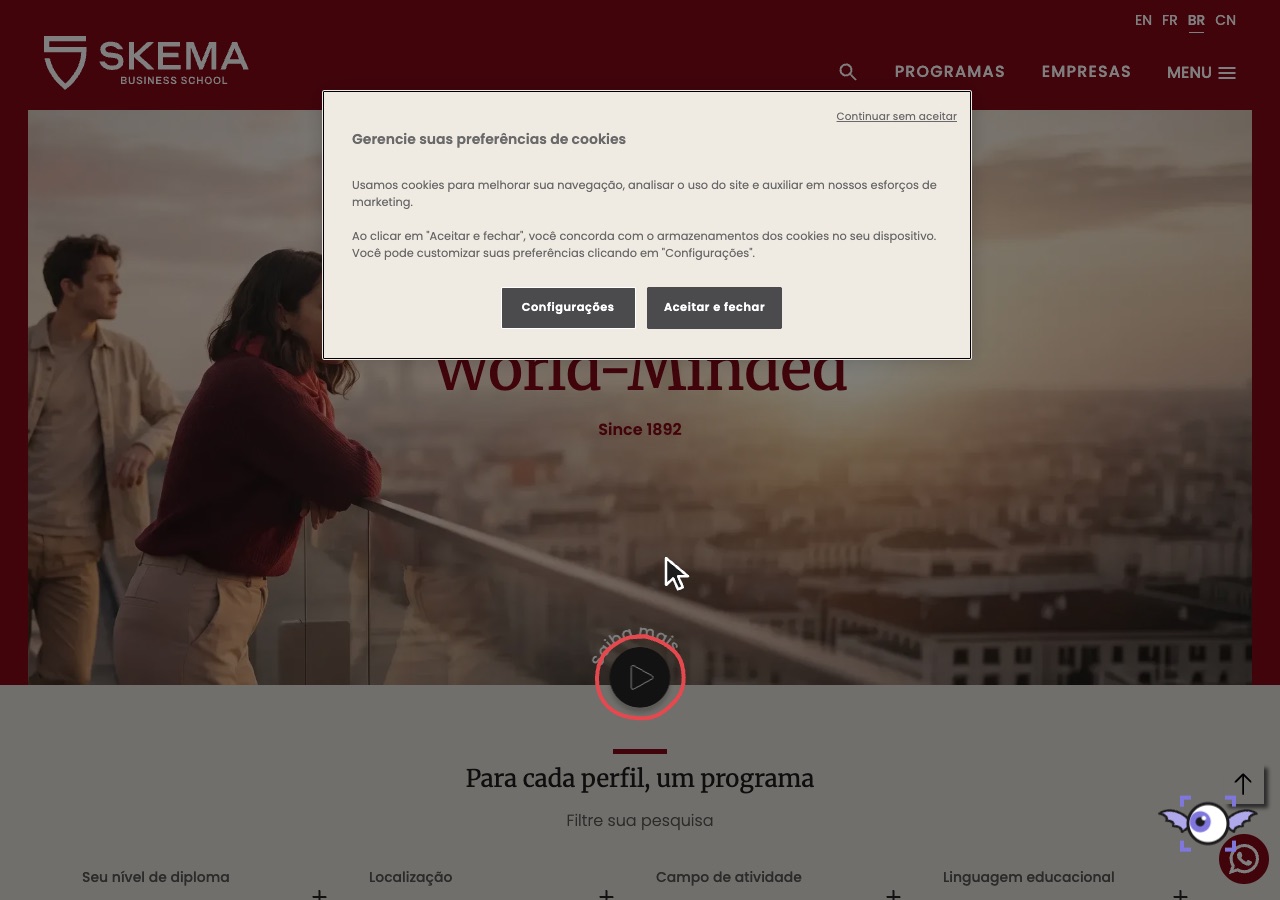 EN FR BR CN
SKEMA
BUSINESS SCHOOL
PROGRAMAS
EMPRESAS
MENU
Continuar sem aceitar
Gerencie suas preferências de cookies
Usamos cookies para melhorar sua navegação, analisar o uso do site e auxiliar em nossos esforços de
marketing.
Ao clicar em "Aceitar e fechar", você concorda com o armazenamentos dos cookies no seu dispositivo.
Você pode customizar suas preferências clicando em "Configurações".
Configurações
Aceitar e fechar
World-Minded
Since 1892
Saiba mais
Para cada perfil, um programa
Filtre sua pesquisa
Seu nível de diploma
Localização
Campo de atividade
Linguagem educacional